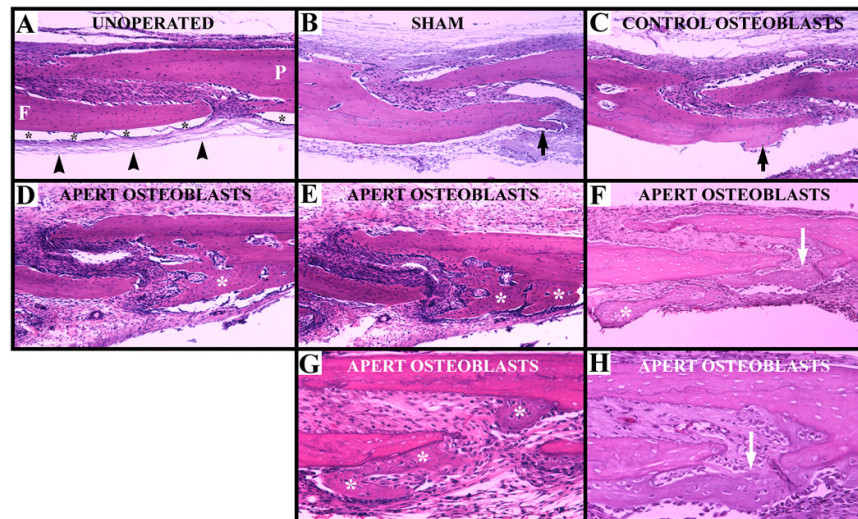 A UNOPERATED
P
F
* * * * *
B SHAM
C CONTROL OSTEOBLASTS
D APERT OSTEOBLASTS
*
E APERT OSTEOBLASTS
* *
F APERT OSTEOBLASTS
*
G APERT OSTEOBLASTS
*
*
*
H APERT OSTEOBLASTS